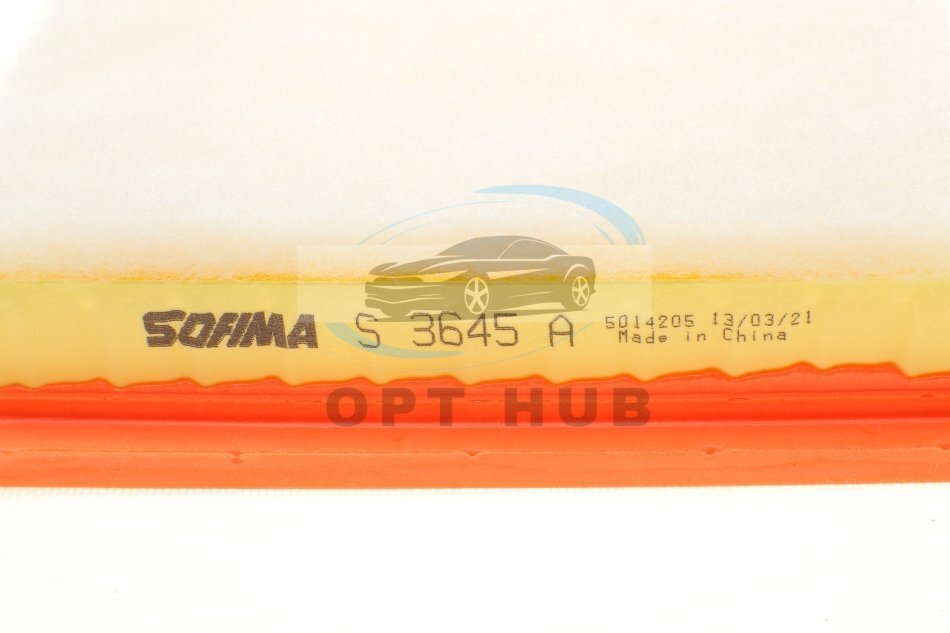 SOFIMA S 3645 A 5014205 13/03/21
Made in China
OPT HUB